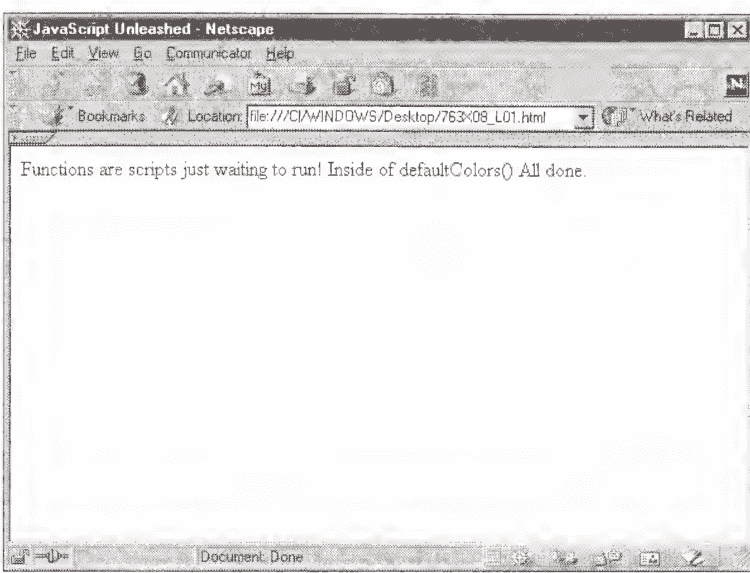 JavaScript Unleashed - Netscape
File Edit View Go Communicator Help
My
N
Bookmarks Location: file:///C|/WINDOWS/Desktop/763X08_L01.html What's Related
Functions are scripts just waiting to run! Inside of defaultColors() All done.
Document: Done